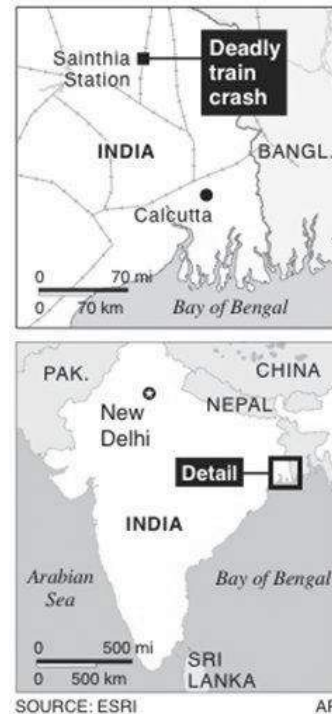 Sainthia
Station
Deadly
train
crash
INDIA
BANGL.
Calcutta
0 70 mi
0 70 km
Bay of Bengal
PAK.
CHINA
New
Delhi
NEPAL
Detail
INDIA
Arabian
Sea
Bay of Bengal
0 500 mi
0 500 km
SRI
LANKA
SOURCE: ESRI AP